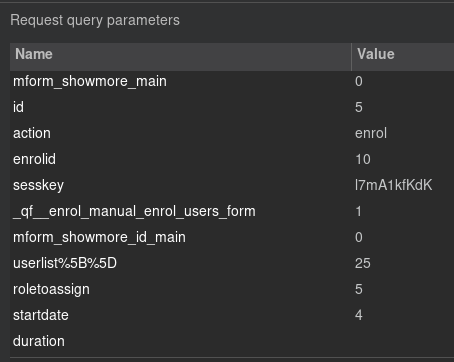 Request query parameters
Name Value
mform_showmore_main 0
id 5
action enrol
enrolid 10
sesskey l7mA1kfKdK
_qf__enrol_manual_enrol_users_form 1
mform_showmore_id_main 0
userlist%5B%5D 25
roletoassign 5
startdate 4
duration